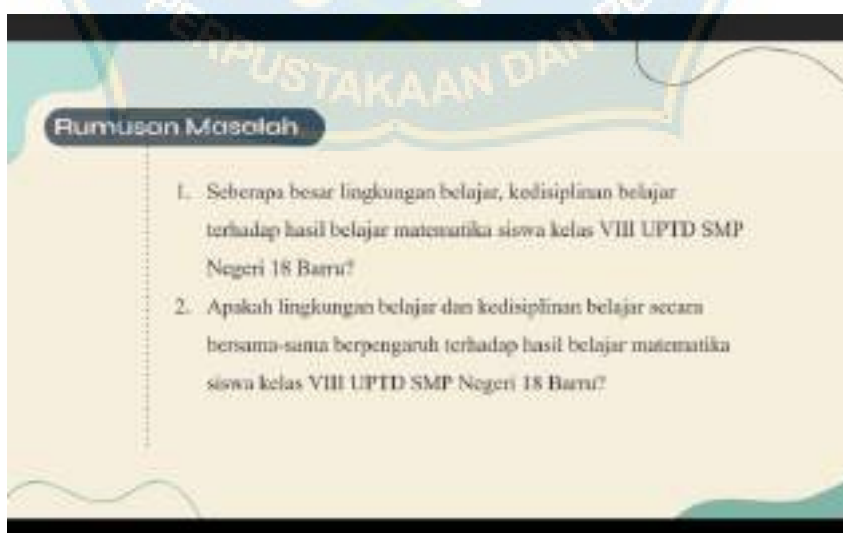 PERPUSTAKAAN DAN
Rumusan Masalah
1. Seberapa besar lingkungan belajar, kedisiplinan belajar
terhadap hasil belajar matematika siswa kelas VIII UPTD SMP
Negeri 18 Barru?
2. Apakah lingkungan belajar dan kedisiplinan belajar secara
bersama-sama berpengaruh terhadap hasil belajar matematika
siswa kelas VIII UPTD SMP Negeri 18 Barru?